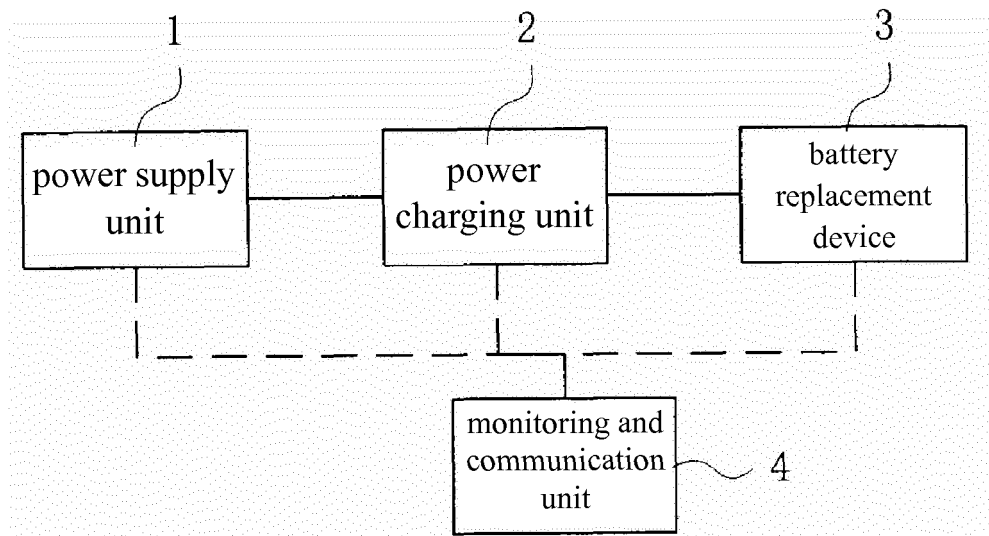 1
2
3
power supply
unit
power
charging unit
battery
replacement
device
monitoring and
communication
unit
4